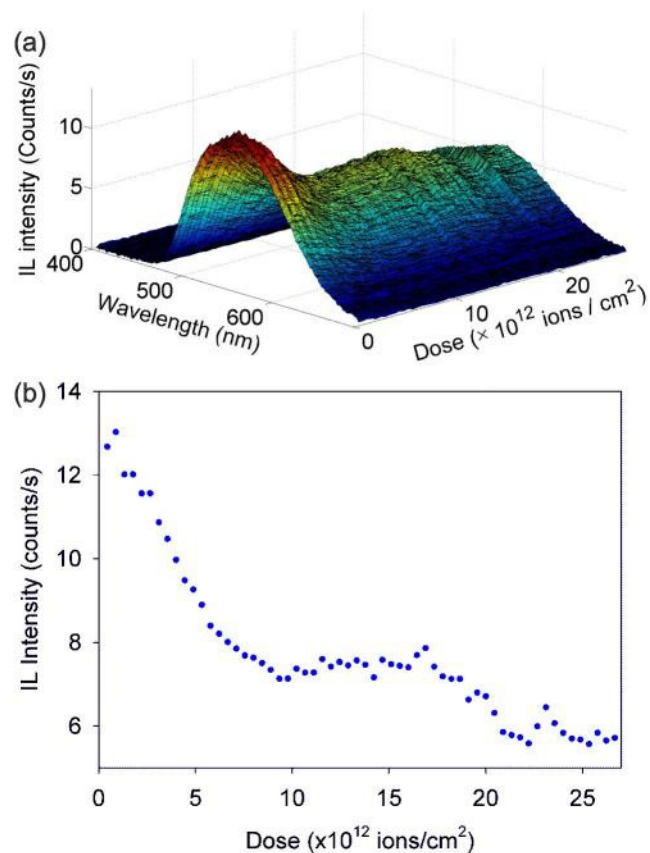 (a)
IL intensity (Counts/s)
10
5
0
400
500
600
Wavelength (nm)
0
10
20
Dose (× 10¹² ions / cm²)
(b)
14
12
10
8
6
IL Intensity (counts/s)
0 5 10 15 20 25
Dose (x10¹² ions/cm²)